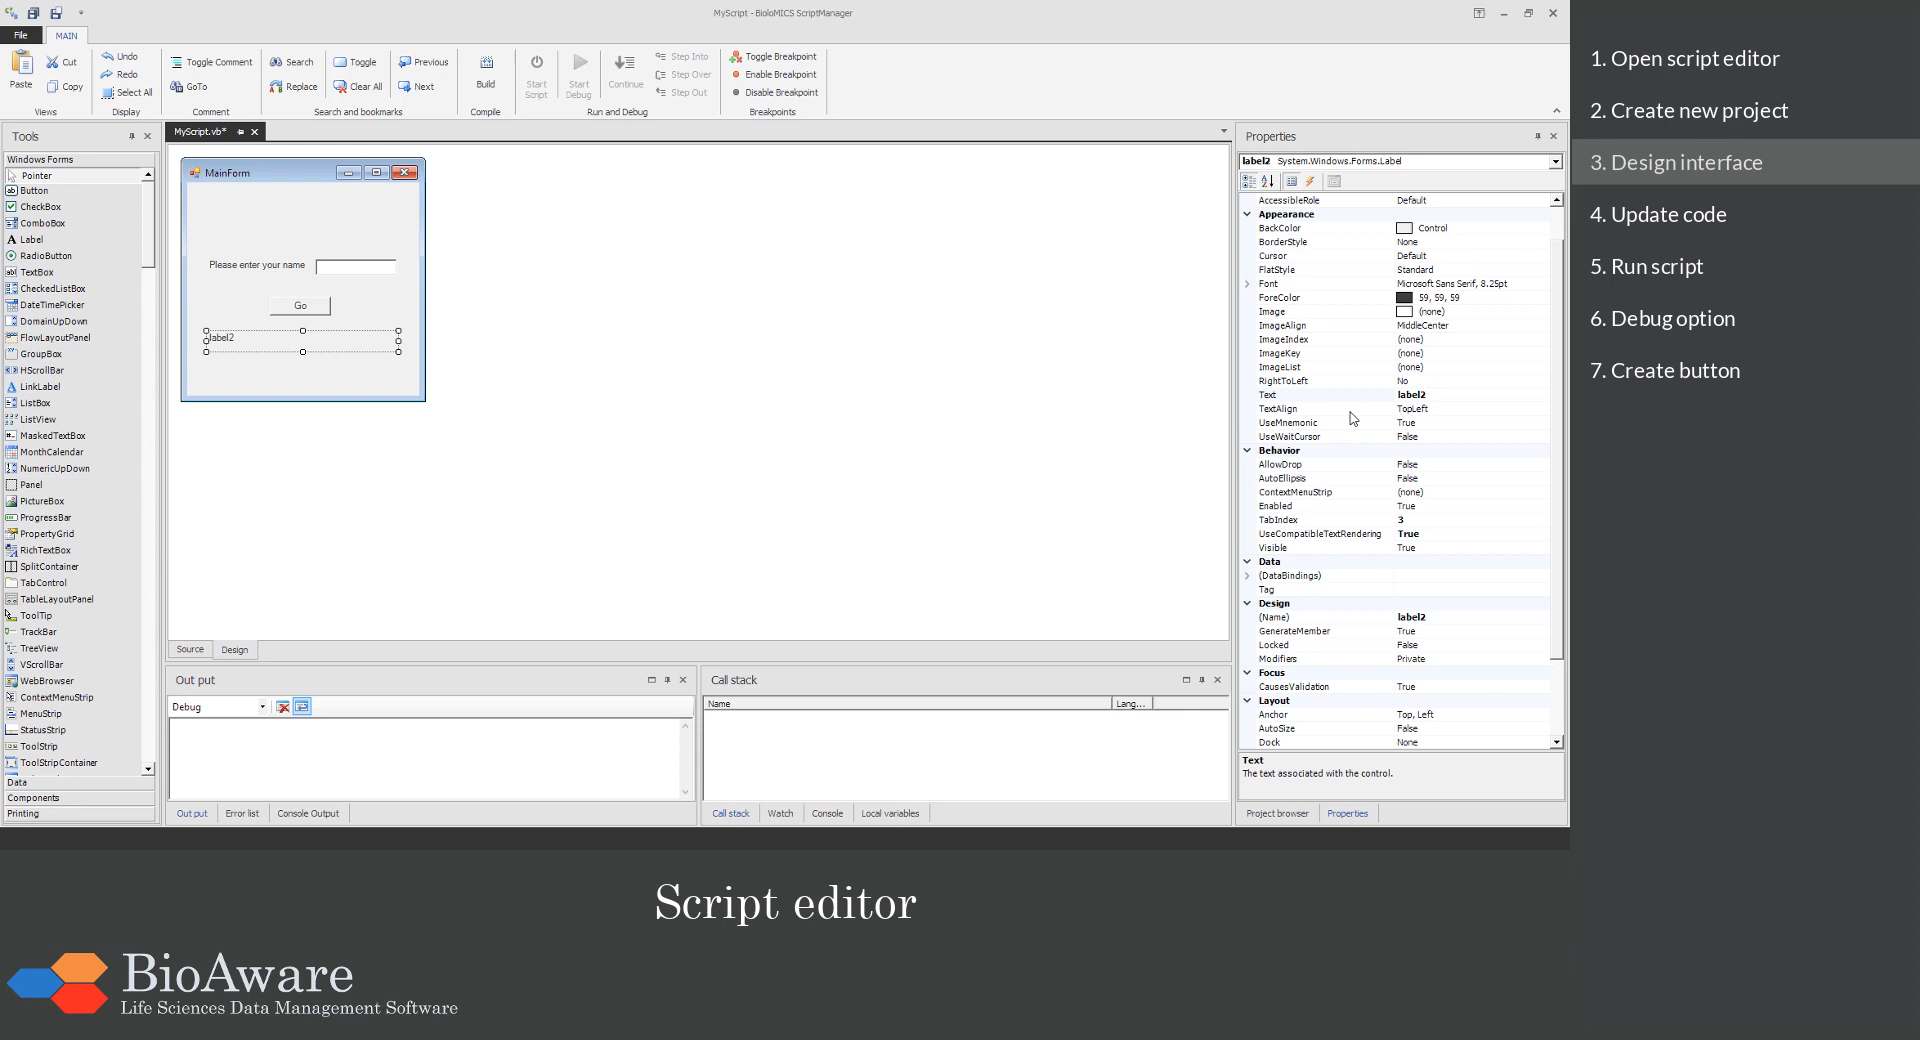 MyScript - BioloMICS ScriptManager
File
MAIN
Paste
Cut
Copy
Views
Undo
Redo
Select All
Display
Toggle Comment
GoTo
Comment
Search
Replace
Toggle
Clear All
Previous
Next
Search and bookmarks
Build
Compile
Start Script
Start Debug
Continue
Step Into
Step Over
Step Out
Run and Debug
Toggle Breakpoint
Enable Breakpoint
Disable Breakpoint
Breakpoints
Tools
Windows Forms
Pointer
Button
CheckBox
ComboBox
Label
RadioButton
TextBox
CheckedListBox
DateTimePicker
DomainUpDown
FlowLayoutPanel
GroupBox
HScrollBar
LinkLabel
ListBox
ListView
MaskedTextBox
MonthCalendar
NumericUpDown
Panel
PictureBox
ProgressBar
PropertyGrid
RichTextBox
SplitContainer
TabControl
TableLayoutPanel
ToolTip
TrackBar
TreeView
VScrollBar
WebBrowser
ContextMenuStrip
MenuStrip
StatusStrip
ToolStrip
ToolStripContainer
Data
Components
Printing
MyScript.vb*
MainForm
Please enter your name
Go
label2
Source
Design
Out put
Debug
Out put
Error list
Console Output
Call stack
Name
Lang...
Call stack
Watch
Console
Local variables
Properties
label2 System.Windows.Forms.Label
AccessibleRole Default
Appearance
BackColor Control
BorderStyle None
Cursor Default
FlatStyle Standard
Font Microsoft Sans Serif, 8.25pt
ForeColor 59, 59, 59
Image (none)
ImageAlign MiddleCenter
ImageIndex (none)
ImageKey (none)
ImageList (none)
RightToLeft No
Text label2
TextAlign TopLeft
UseMnemonic True
UseWaitCursor False
Behavior
AllowDrop False
AutoEllipsis False
ContextMenuStrip (none)
Enabled True
TabIndex 3
UseCompatibleTextRendering True
Visible True
Data
(DataBindings)
Tag
Design
(Name) label2
GenerateMember True
Locked False
Modifiers Private
Focus
CausesValidation True
Layout
Anchor Top, Left
AutoSize False
Dock None
Text
The text associated with the control.
Project browser
Properties
1. Open script editor
2. Create new project
3. Design interface
4. Update code
5. Run script
6. Debug option
7. Create button
Script editor
BioAware
Life Sciences Data Management Software